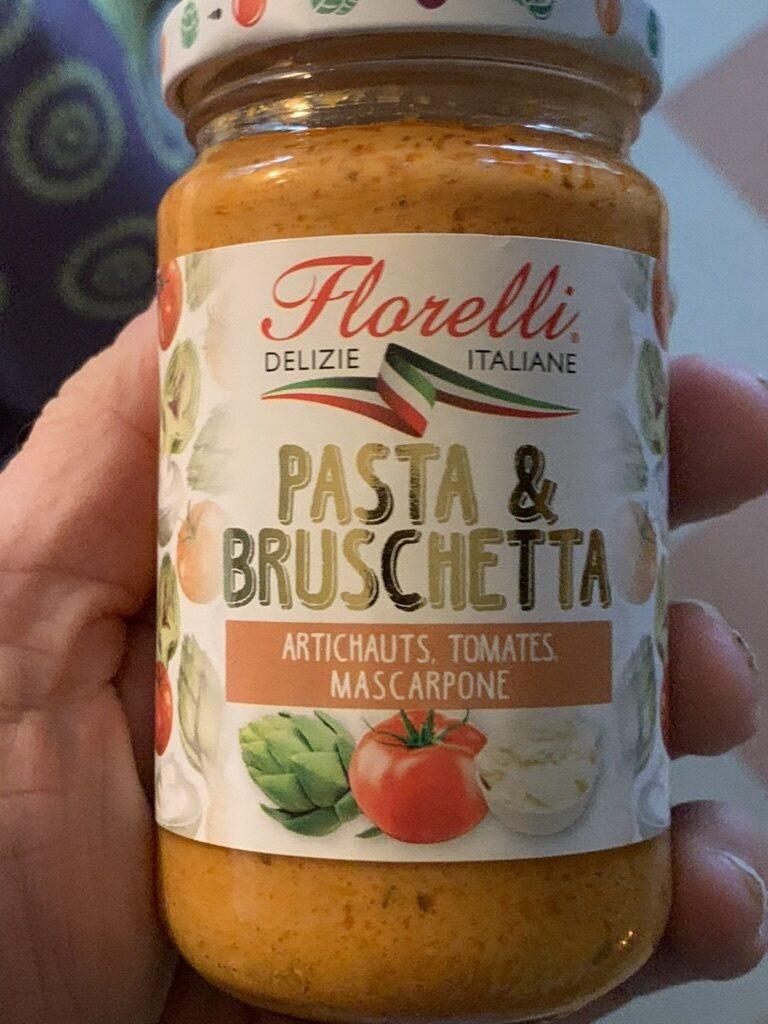 Florelli®
DELIZIE ITALIANE
PASTA &
BRUSCHETTA
ARTICHAUTS, TOMATES,
MASCARPONE